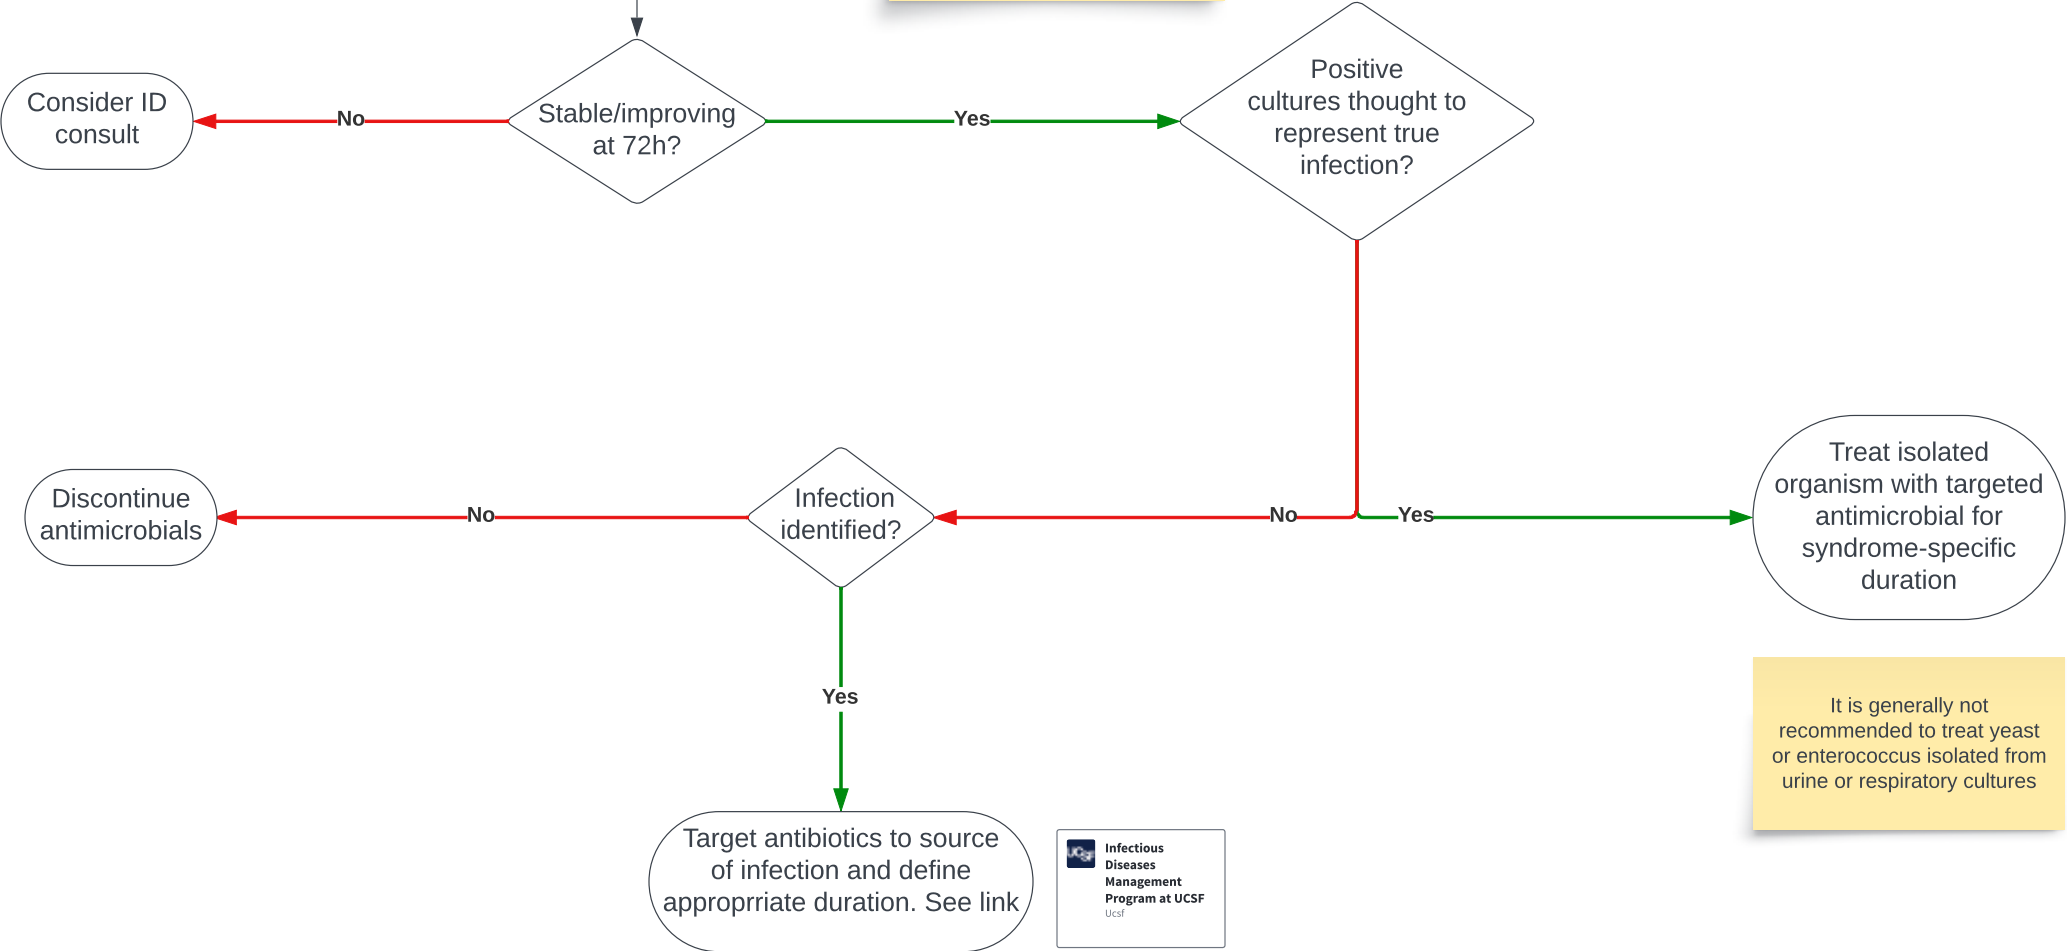 Consider ID
consult
No
Stable/improving
at 72h?
Yes
Positive
cultures thought to
represent true
infection?
Discontinue
antimicrobials
No
Infection
identified?
No
Yes
Treat isolated
organism with targeted
antimicrobial for
syndrome-specific
duration
Yes
It is generally not
recommended to treat yeast
or enterococcus isolated from
urine or respiratory cultures
Target antibiotics to source
of infection and define
approprriate duration. See link
UCSF
Infectious
Diseases
Management
Program at UCSF
Ucsf